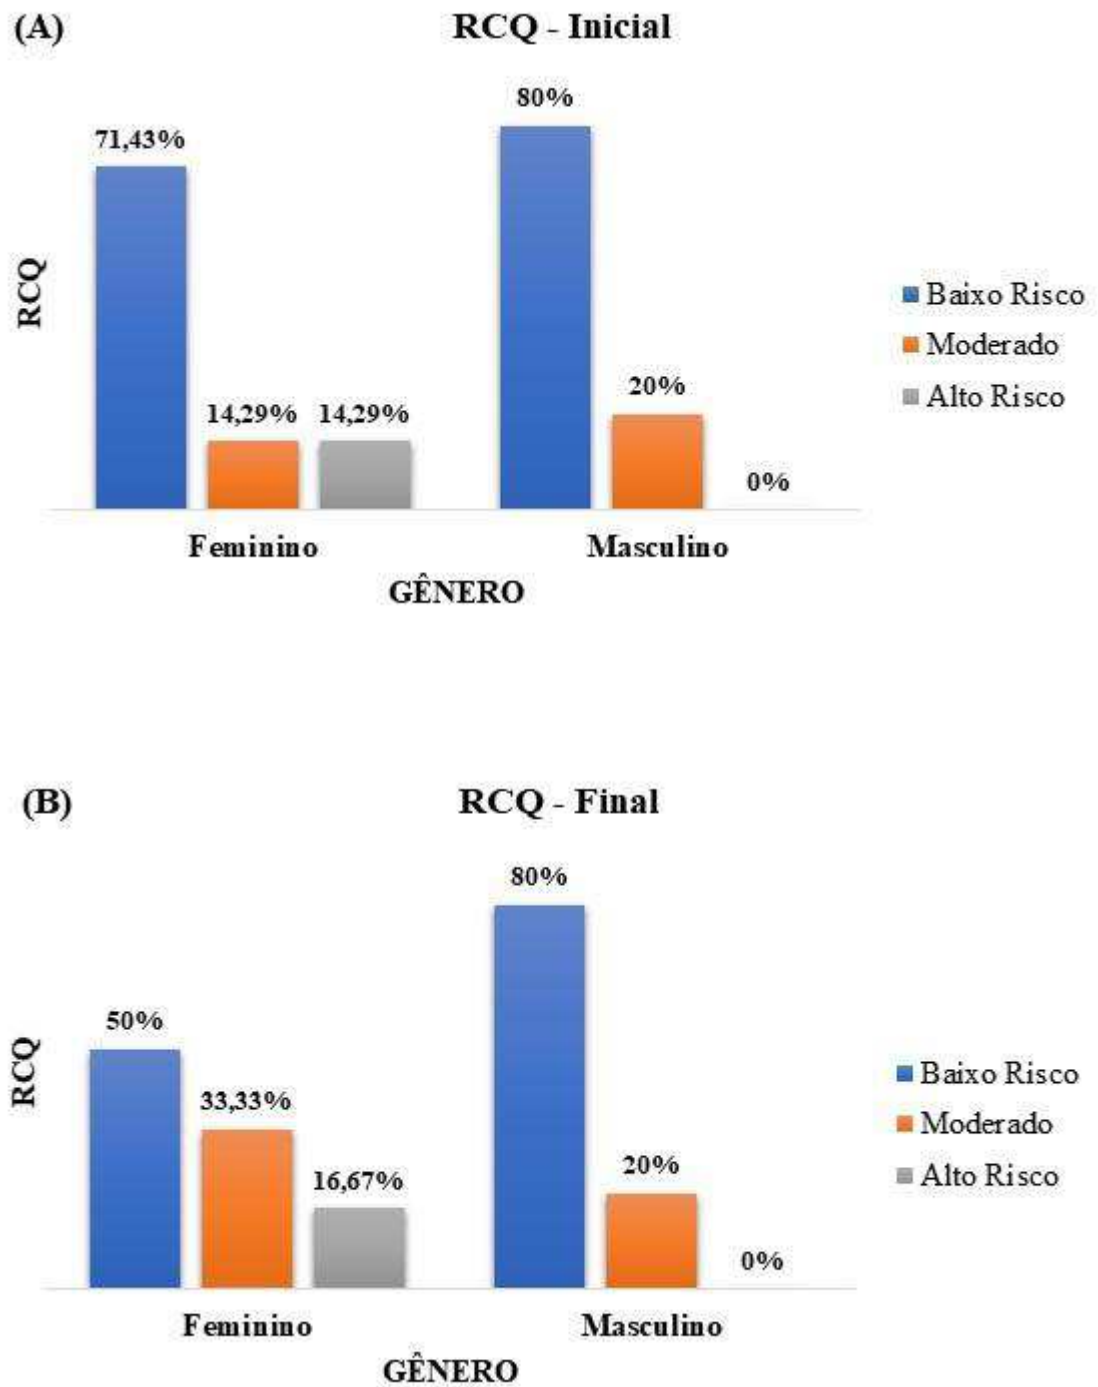 (A)
RCQ - Inicial
80%
71,43%
RCQ
Baixo Risco
Moderado
20%
Alto Risco
14,29% 14,29%
0%
Feminino Masculino
GÊNERO
(B)
RCQ - Final
80%
50%
RCQ
Baixo Risco
33,33%
Moderado
20%
Alto Risco
16,67%
0%
Feminino Masculino
GÊNERO